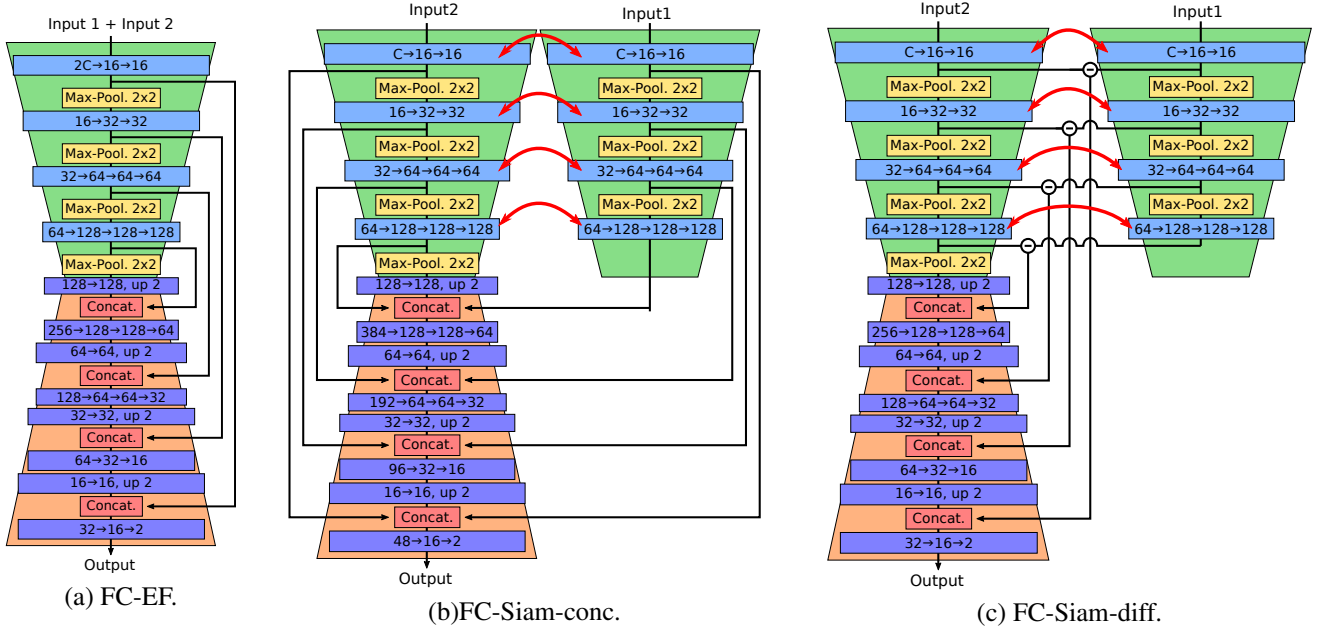 Input 1 + Input 2
2C→16→16
Max-Pool. 2x2
16→32→32
Max-Pool. 2x2
32→64→64→64
Max-Pool. 2x2
64→128→128→128
Max-Pool. 2x2
128→128, up 2
Concat.
256→128→128→64
64→64, up 2
Concat.
128→64→64→32
32→32, up 2
Concat.
64→32→16
16→16, up 2
Concat.
32→16→2
Output
(a) FC-EF.
Input2
C→16→16
Max-Pool. 2x2
16→32→32
Max-Pool. 2x2
32→64→64→64
Max-Pool. 2x2
64→128→128→128
Max-Pool. 2x2
128→128, up 2
Concat.
384→128→128→64
64→64, up 2
Concat.
192→64→64→32
32→32, up 2
Concat.
96→32→16
16→16, up 2
Concat.
48→16→2
Output
Input1
C→16→16
Max-Pool. 2x2
16→32→32
Max-Pool. 2x2
32→64→64→64
Max-Pool. 2x2
64→128→128→128
(b)FC-Siam-conc.
Input2
C→16→16
Max-Pool. 2x2
16→32→32
Max-Pool. 2x2
32→64→64→64
Max-Pool. 2x2
64→128→128→128
Max-Pool. 2x2
128→128, up 2
Concat.
256→128→128→64
64→64, up 2
Concat.
128→64→64→32
32→32, up 2
Concat.
64→32→16
16→16, up 2
Concat.
32→16→2
Output
Input1
C→16→16
Max-Pool. 2x2
16→32→32
Max-Pool. 2x2
32→64→64→64
Max-Pool. 2x2
64→128→128→128
(c) FC-Siam-diff.